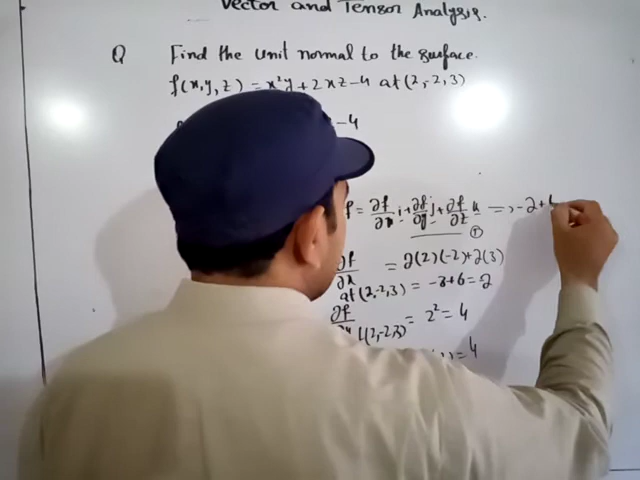 Vector and Tensor Analysis.
Q Find the unit normal to the surface.
f(x,y,z) = x²y + 2xz - 4 at (2,-2,3)
- 4
f = ∂f/∂x i + ∂f/∂y j + ∂f/∂z k => -2 +
∂f/∂x at (2,-2,3) = 2(2)(-2) + 2(3)
= -8 + 6 = 2
∂f/∂y (2,-2,3) = 2² = 4
= 4